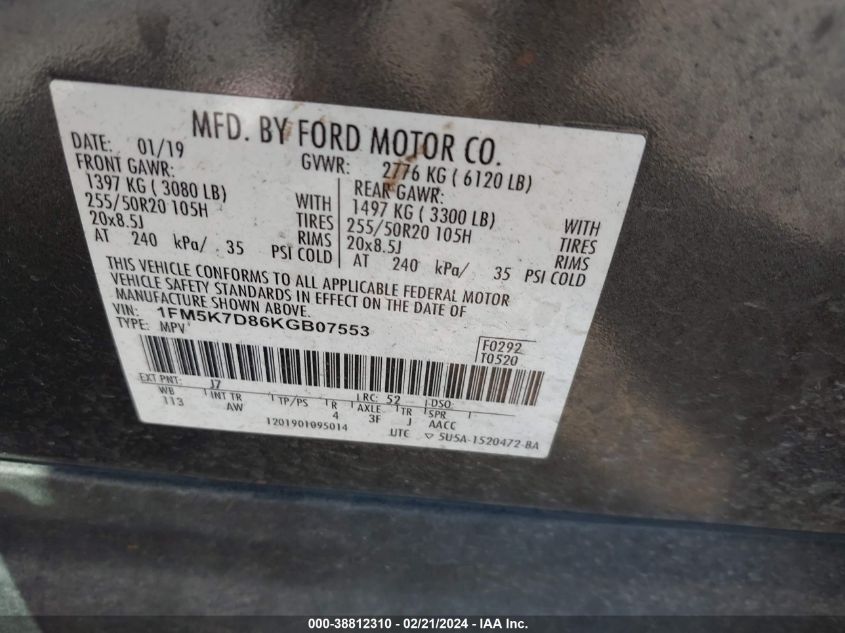 MFD. BY FORD MOTOR CO.
DATE: 01/19 GVWR: 2776 KG ( 6120 LB)
FRONT GAWR: REAR GAWR:
1397 KG ( 3080 LB) WITH 1497 KG ( 3300 LB) WITH
255/50R20 105H TIRES 255/50R20 105H TIRES
20x8.5J RIMS 20x8.5J RIMS
AT 240 kPa/ 35 PSI COLD AT 240 kPa/ 35 PSI COLD
THIS VEHICLE CONFORMS TO ALL APPLICABLE FEDERAL MOTOR
VEHICLE SAFETY STANDARDS IN EFFECT ON THE DATE OF
MANUFACTURE SHOWN ABOVE.
VIN: 1FM5K7D86KGB07553
TYPE: MPV
F0292
T0520
EXT PNT: J7 RC: 52 DSO:
WB INT TR TP/PS R AXLE TR SPR
113 AW 4 3F J AACC
1201901095014 UTC ▽ 5U5A-1520472-BA
000-38812310 - 02/21/2024 - IAA Inc.